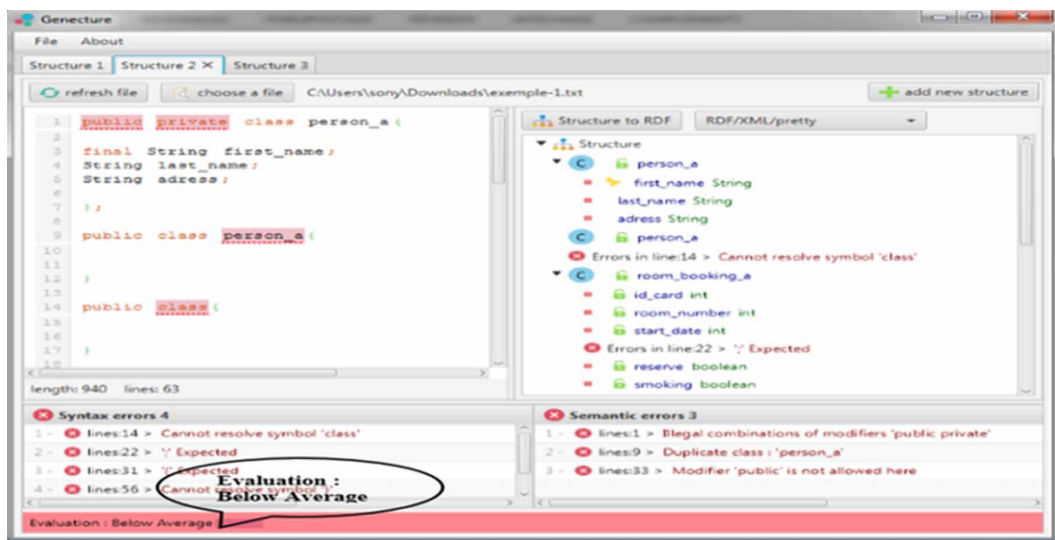 Genecture
File About
Structure 1 Structure 2 × Structure 3
refresh file choose a file C:\Users\sony\Downloads\exemple-1.txt add new structure
1 public private class person_a{
2
3 final String first_name;
4 String last_name;
5 String adress;
6
7 };
8
9 public class person_a{
10
11
12 }
13
14 public class{
15
16
17 }
18
length: 940 lines: 63
Structure to RDF RDF/XML/pretty
Structure
C person_a
first_name String
last_name String
adress String
C person_a
Errors in line:14 > Cannot resolve symbol 'class'
C room_booking_a
id_card int
room_number int
start_date int
Errors in line:22 > ';' Expected
reserve boolean
smoking boolean
Syntax errors 4
1 - lines:14 > Cannot resolve symbol 'class'
2 - lines:22 > ';' Expected
3 - lines:31 > Expected
4 - lines:56 > Cannot resolve symbol
Semantic errors 3
1 - lines:1 > Illegal combinations of modifiers 'public private'
2 - lines:9 > Duplicate class : 'person_a'
3 - lines:33 > Modifier 'public' is not allowed here
Evaluation :
Below Average
Evaluation : Below Average